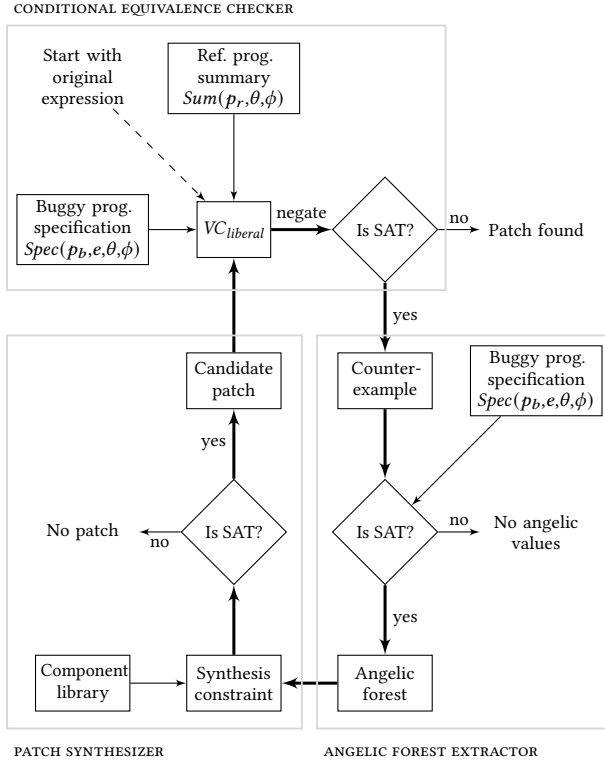 CONDITIONAL EQUIVALENCE CHECKER
Start with
original
expression
Ref. prog.
summary
Sum(pr,θ,ϕ)
Buggy prog.
specification
Spec(pb,e,θ,ϕ)
VCliberal
negate
Is SAT?
no
Patch found
yes
Candidate
patch
Counter-
example
Buggy prog.
specification
Spec(pb,e,θ,ϕ)
yes
No patch
no
Is SAT?
Is SAT?
no
No angelic
values
yes
Component
library
Synthesis
constraint
Angelic
forest
PATCH SYNTHESIZER
ANGELIC FOREST EXTRACTOR